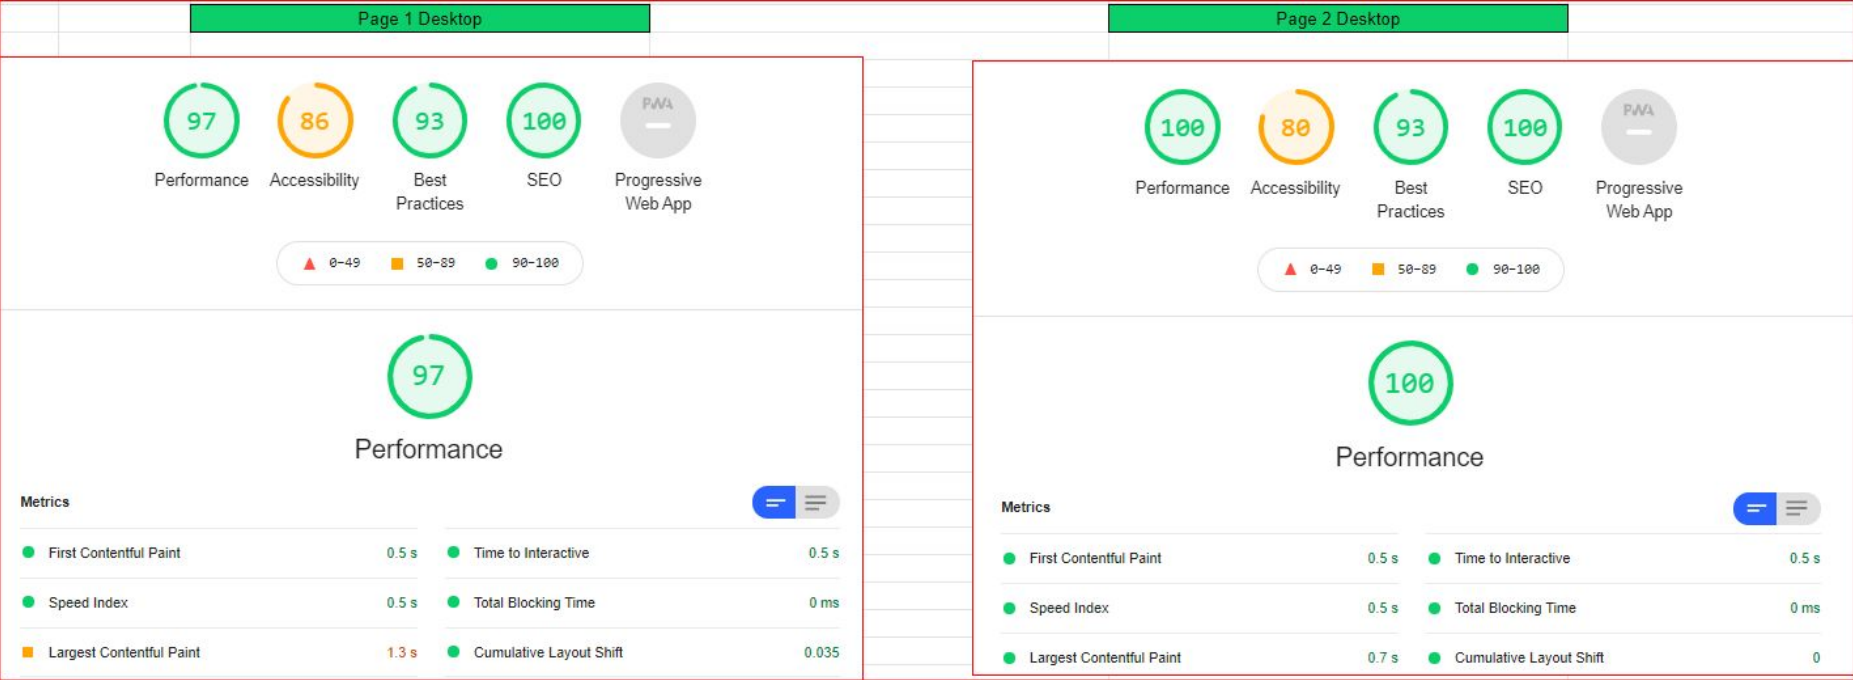 Page 1 Desktop
Page 2 Desktop
97
86
93
100
PWA
Performance
Accessibility
Best
Practices
SEO
Progressive
Web App
0–49
50–89
90–100
97
Performance
Metrics
First Contentful Paint 0.5 s
Time to Interactive 0.5 s
Speed Index 0.5 s
Total Blocking Time 0 ms
Largest Contentful Paint 1.3 s
Cumulative Layout Shift 0.035
100
80
93
100
PWA
Performance
Accessibility
Best
Practices
SEO
Progressive
Web App
0–49
50–89
90–100
100
Performance
Metrics
First Contentful Paint 0.5 s
Time to Interactive 0.5 s
Speed Index 0.5 s
Total Blocking Time 0 ms
Largest Contentful Paint 0.7 s
Cumulative Layout Shift 0